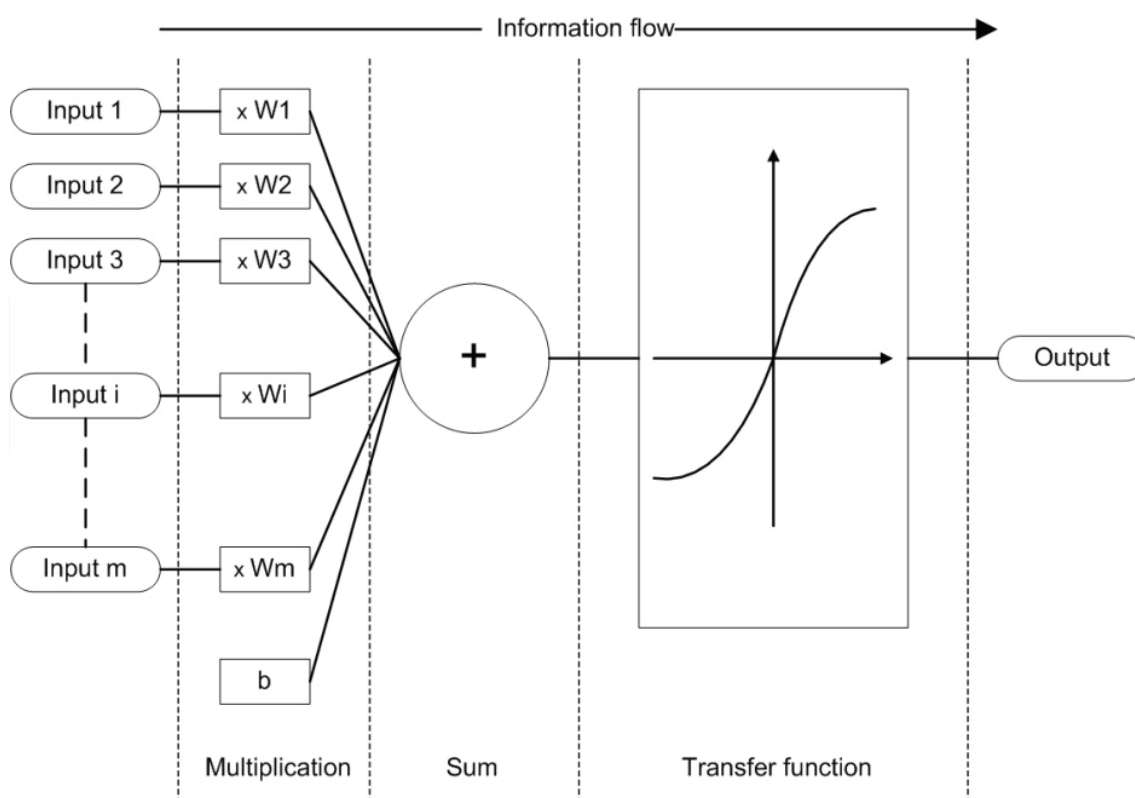 Information flow
Input 1
x W1
Input 2
x W2
Input 3
x W3
+
Output
Input i
x Wi
Input m
x Wm
b
Multiplication
Sum
Transfer function